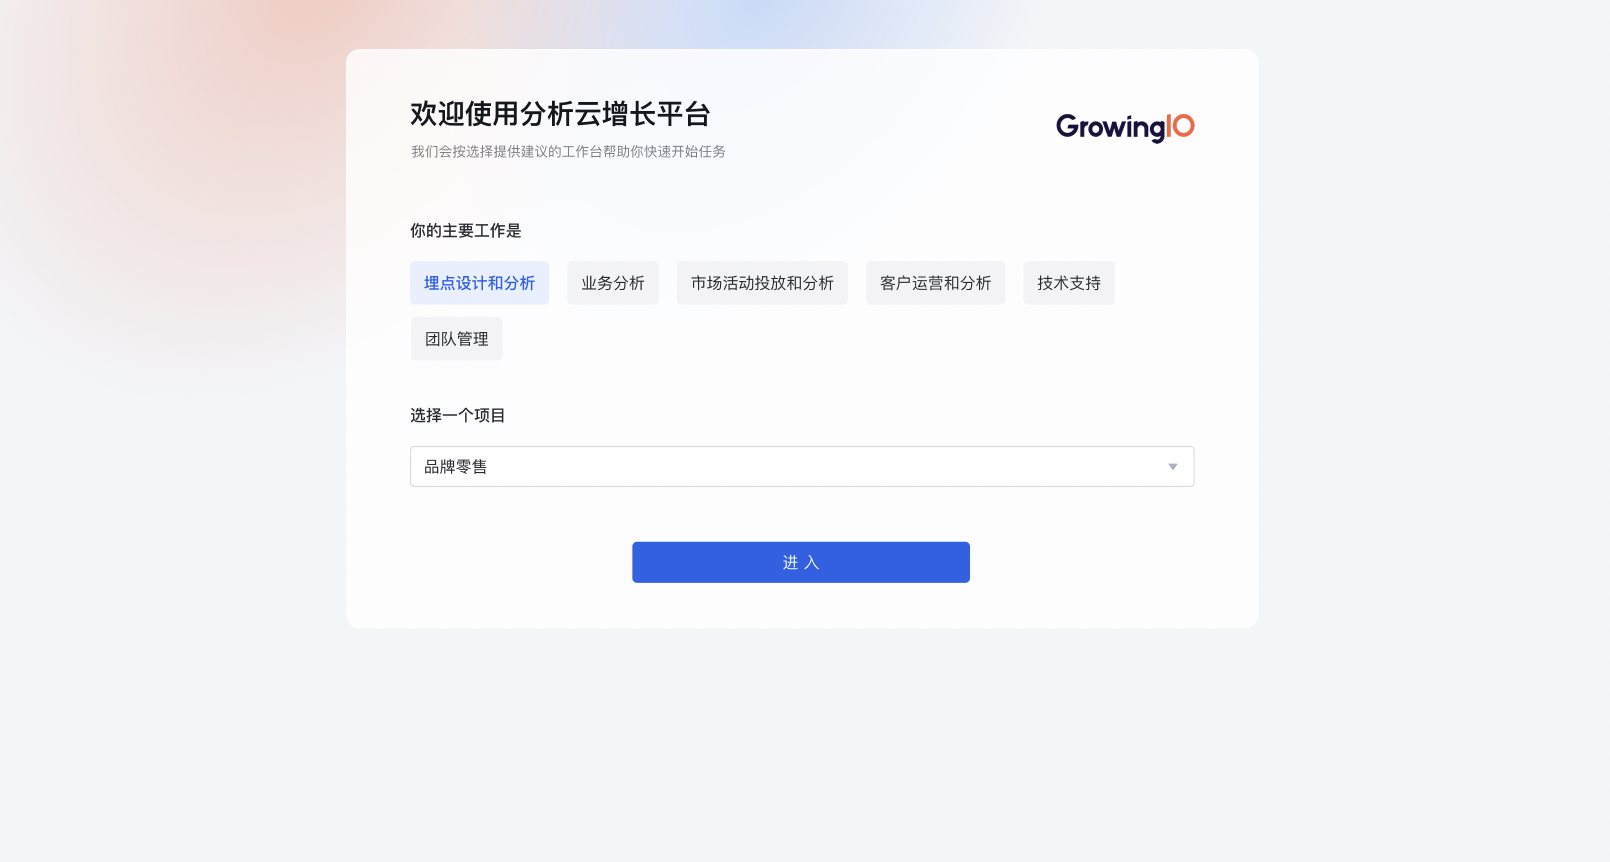 欢迎使用分析云增长平台
GrowingIO
我们会按选择提供建议的工作台帮助你快速开始任务
你的主要工作是
埋点设计和分析 业务分析 市场活动投放和分析 客户运营和分析 技术支持
团队管理
选择一个项目
品牌零售
进 入